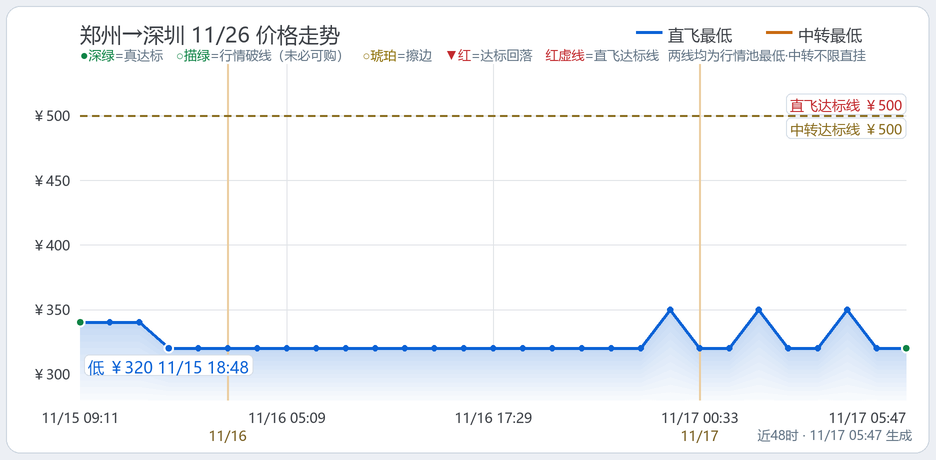 郑州→深圳 11/26 价格走势
直飞最低 中转最低
●深绿=真达标 ○描绿=行情破线（未必可购） ○琥珀=擦边 ▼红=达标回落 红虚线=直飞达标线 两线均为行情池最低·中转不限直挂
¥500
直飞达标线 ¥500
中转达标线 ¥500
¥450
¥400
¥350
¥300
低 ¥320 11/15 18:48
11/15 09:11 11/16 05:09 11/16 17:29 11/17 00:33 11/17 05:47
11/16 11/17
近48时 · 11/17 05:47 生成